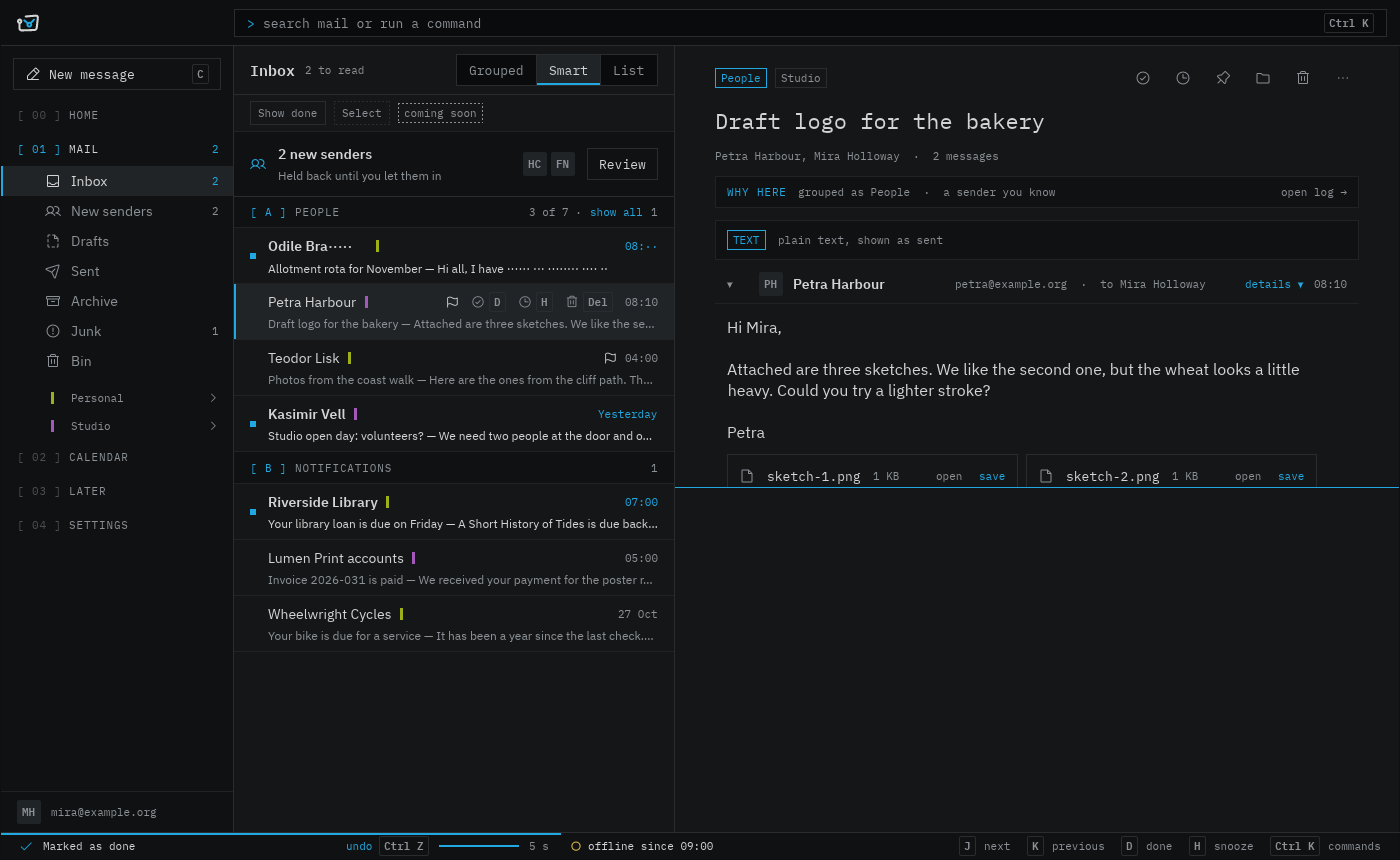 > search mail or run a command Ctrl K
New message C
[ 00 ] HOME
[ 01 ] MAIL 2
Inbox 2
New senders 2
Drafts
Sent
Archive
Junk 1
Bin
Personal
Studio
[ 02 ] CALENDAR
[ 03 ] LATER
[ 04 ] SETTINGS
MH mira@example.org
Inbox 2 to read Grouped Smart List
Show done Select coming soon
2 new senders
Held back until you let them in
HC FN Review
[ A ] PEOPLE 3 of 7 · show all 1
Odile
Allotment rota for November — Hi all, I have
Petra Harbour D H Del 08:10
Draft logo for the bakery — Attached are three sketches. We like the se…
Teodor Lisk 04:00
Photos from the coast walk — Here are the ones from the cliff path. Th…
Kasimir Vell Yesterday
Studio open day: volunteers? — We need two people at the door and o…
[ B ] NOTIFICATIONS 1
Riverside Library 07:00
Your library loan is due on Friday — A Short History of Tides is due back…
Lumen Print accounts 05:00
Invoice 2026-031 is paid — We received your payment for the poster r…
Wheelwright Cycles 27 Oct
Your bike is due for a service — It has been a year since the last check.…
People Studio ···
Draft logo for the bakery
Petra Harbour, Mira Holloway · 2 messages
WHY HERE grouped as People · a sender you know open log →
TEXT plain text, shown as sent
▾ PH Petra Harbour petra@example.org · to Mira Holloway details ▾ 08:10
Hi Mira,
Attached are three sketches. We like the second one, but the wheat looks a little
heavy. Could you try a lighter stroke?
Petra
sketch-1.png 1 KB open save sketch-2.png 1 KB open save
Marked as done undo Ctrl Z 5 s offline since 09:00 J next K previous D done H snooze Ctrl K commands